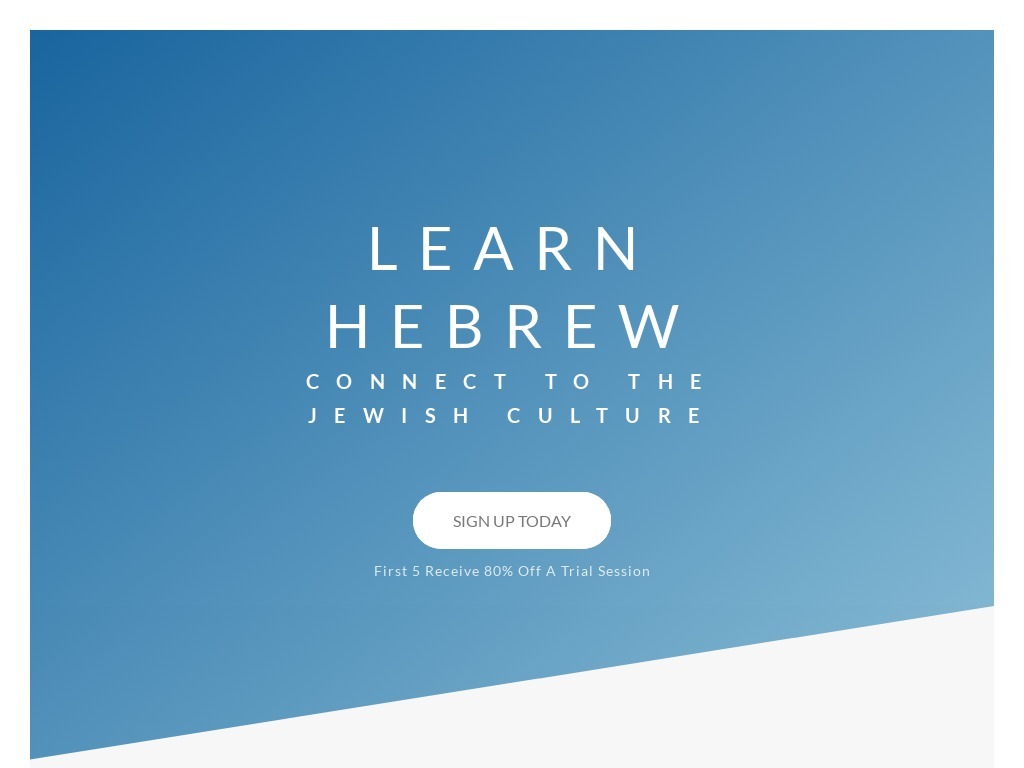 LEARN
HEBREW
CONNECT TO THE
JEWISH CULTURE
SIGN UP TODAY
First 5 Receive 80% Off A Trial Session